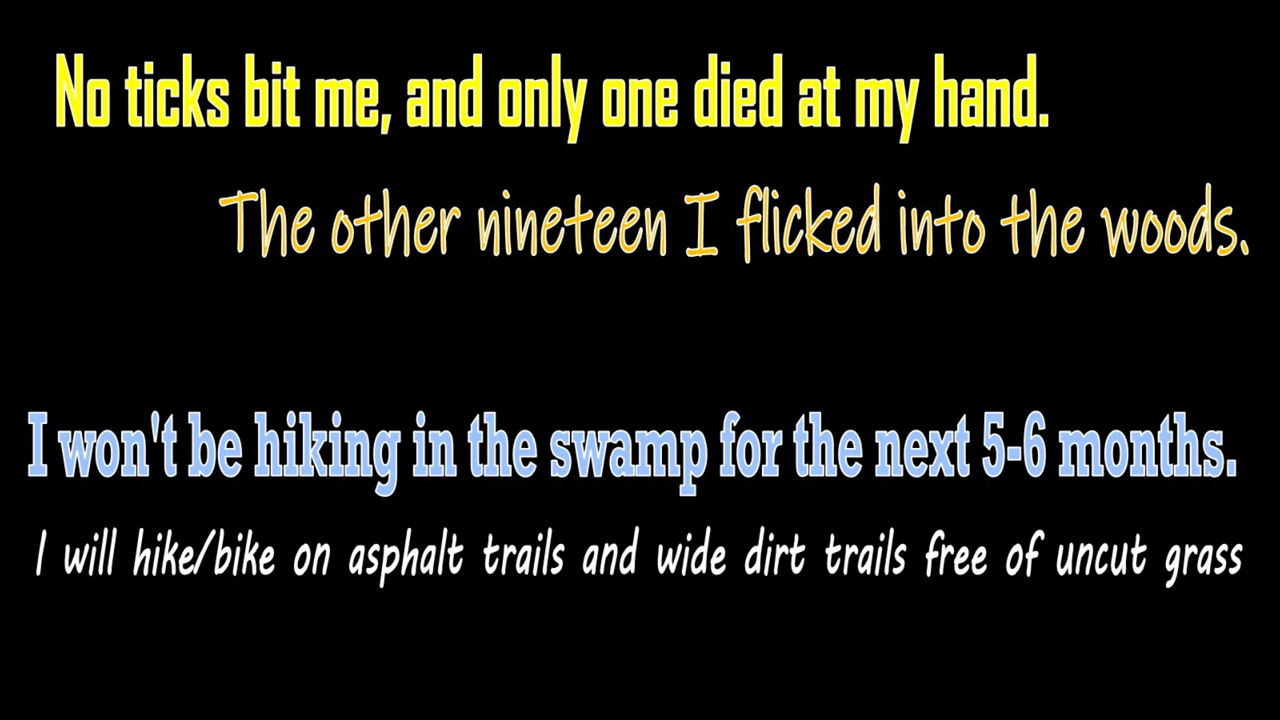 No ticks bit me, and only one died at my hand.
The other nineteen I flicked into the woods.
I won't be hiking in the swamp for the next 5-6 months.
I will hike/bike on asphalt trails and wide dirt trails free of uncut grass